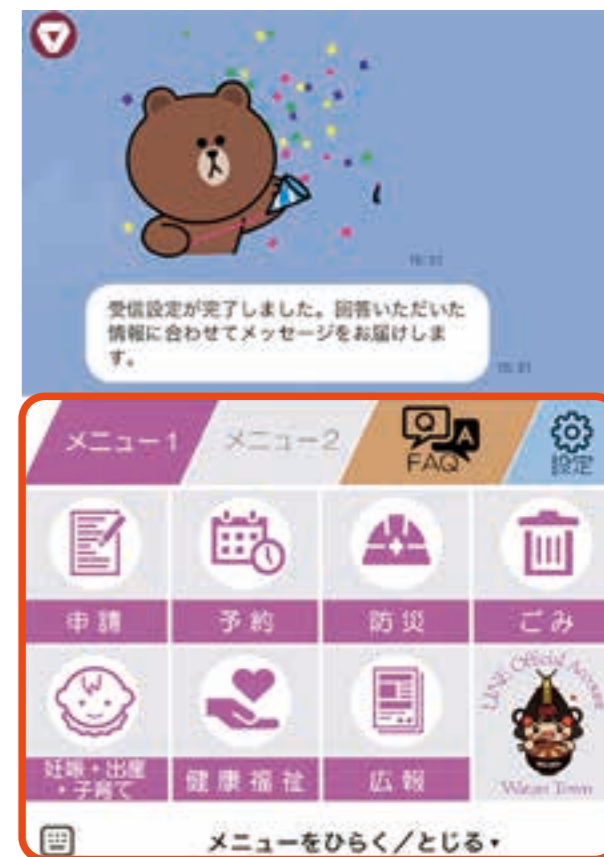 受信設定が完了しました。回答いただいた
情報に合わせてメッセージをお届けしま
す。
メニュー1
メニュー2
Q
A
FAQ
設定
申請
予約
防災
ごみ
妊娠・出産
・子育て
健康福祉
広報
LINE Official Account
Town
メニューをひらく/とじる▾